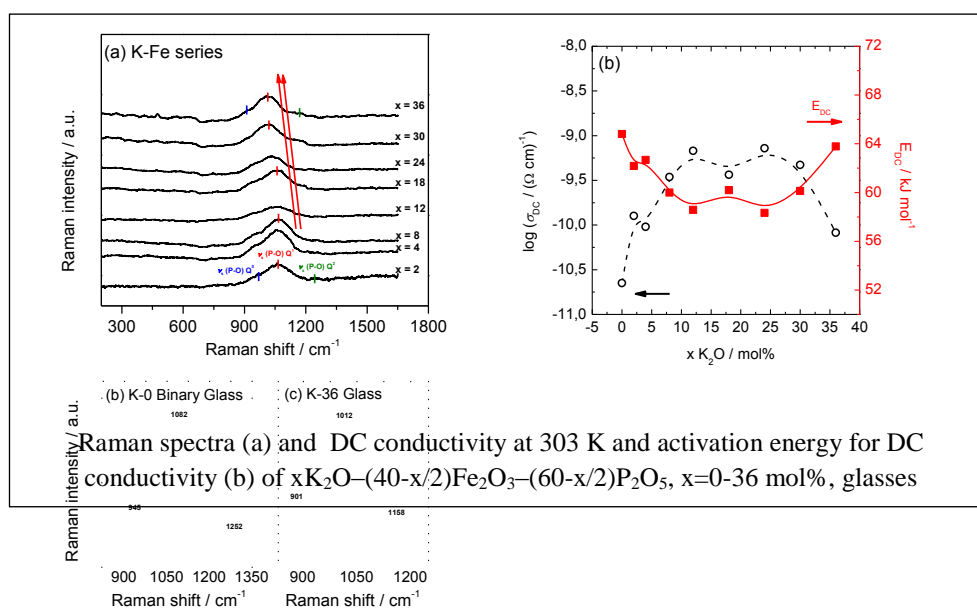 (a) K-Fe series
x = 36
x = 30
x = 24
x = 18
x = 12
x = 8
x = 4
x = 2
ν (P-O) Q
ν (P-O) Q
ν (P-O) Q
Raman intensity / a.u.
300 600 900 1200 1500 1800
Raman shift / cm⁻¹
(b)
-8,0
-8,5
-9,0
-9,5
-10,0
-10,5
-11,0
log (σDC / (Ω cm)⁻¹)
-5 0 5 10 15 20 25 30 35 40
x K₂O / mol%
72
68
64
60
56
52
EDC / kJ mol⁻¹
EDC
(b) K-0 Binary Glass
1082
945
1252
Raman intensity / a.u.
900 1050 1200 1350
Raman shift / cm⁻¹
(c) K-36 Glass
1012
901
1158
900 1050 1200
Raman shift / cm⁻¹
Raman spectra (a) and DC conductivity at 303 K and activation energy for DC
conductivity (b) of xK₂O–(40-x/2)Fe₂O₃–(60-x/2)P₂O₅, x=0-36 mol%, glasses